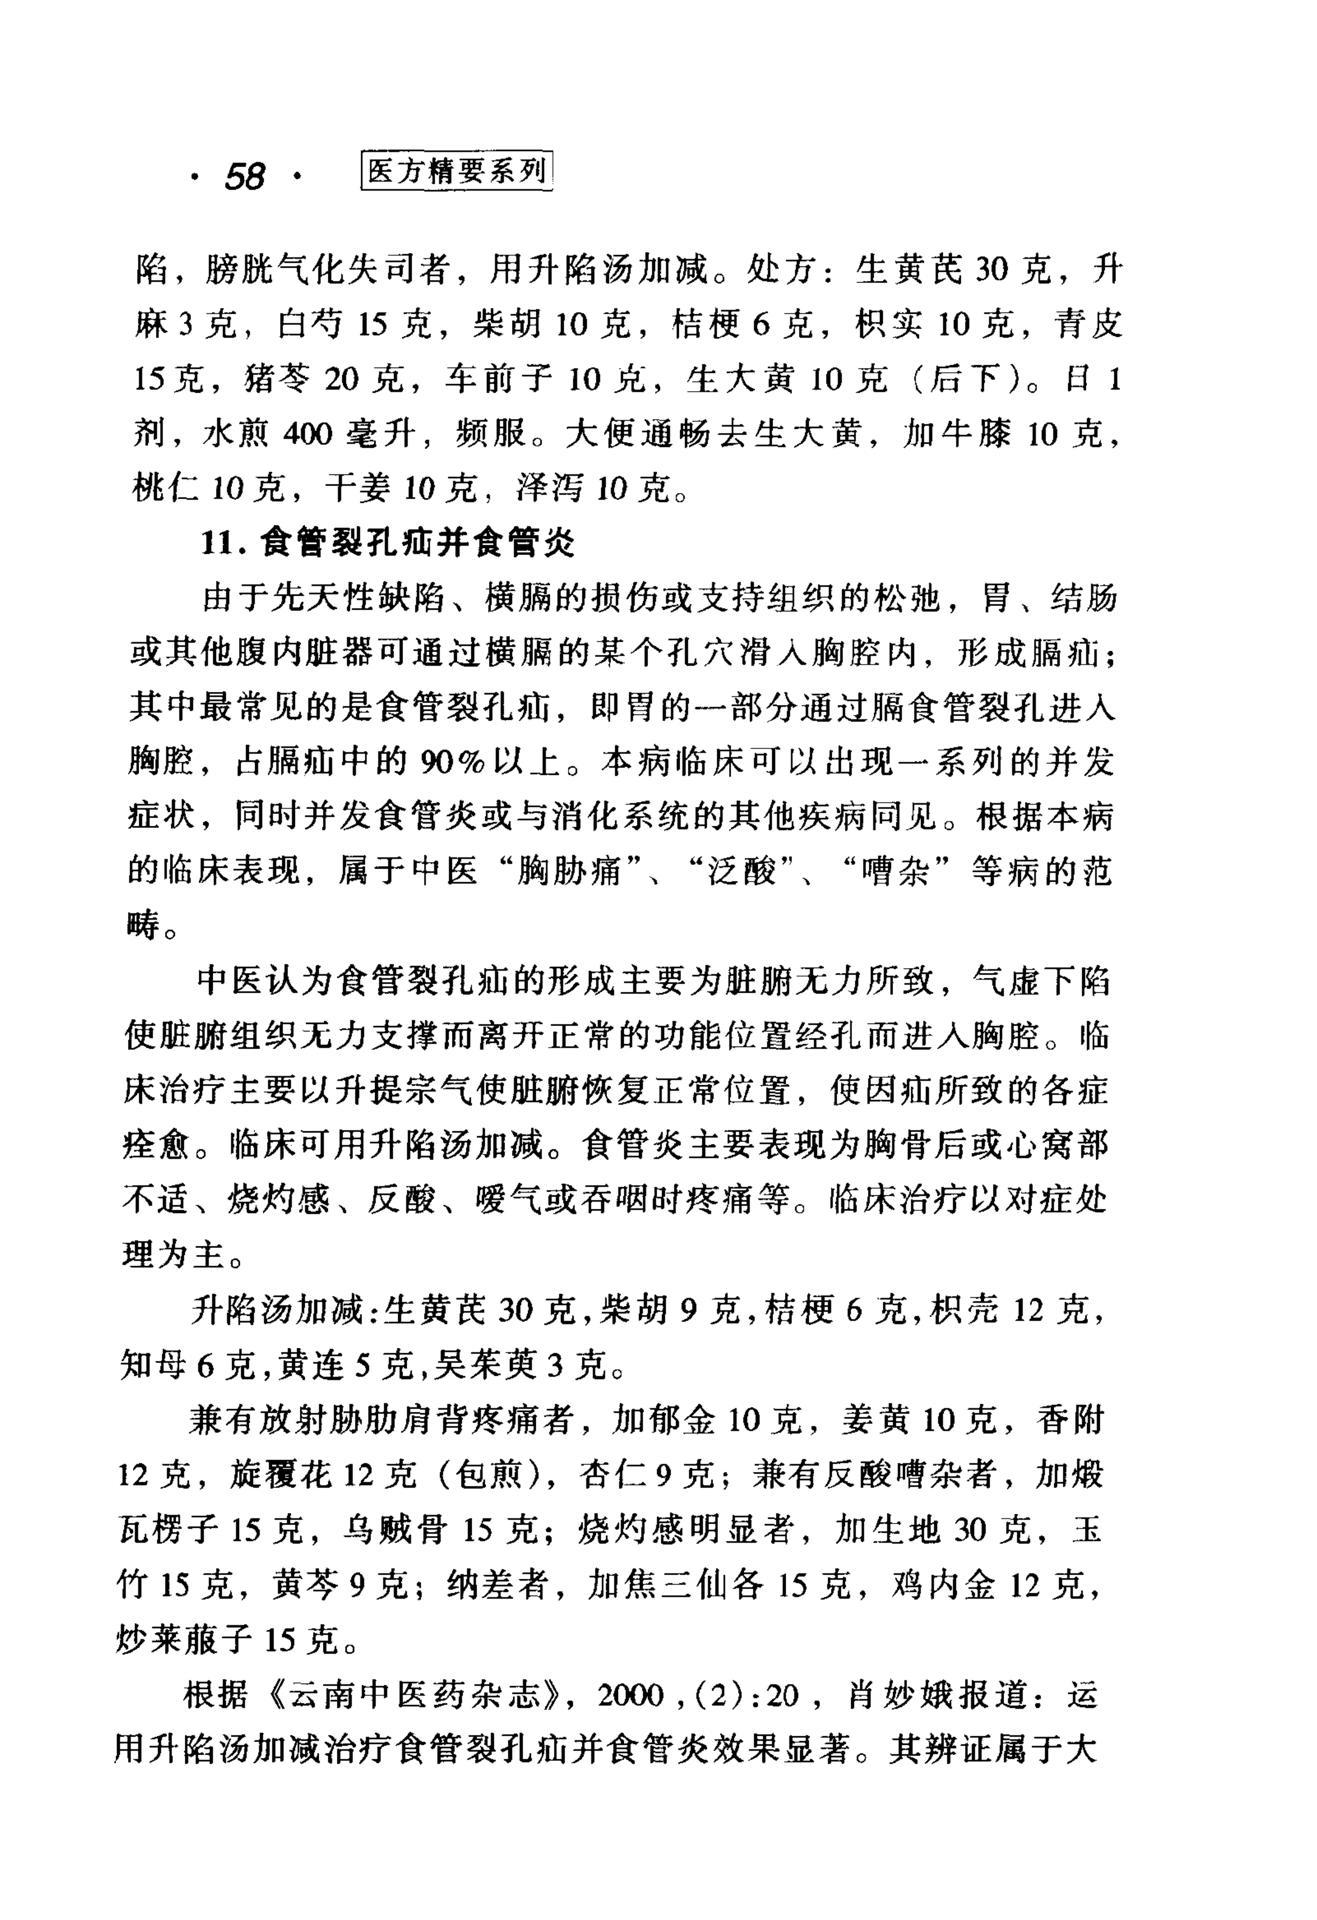 · 58 · 医方精要系列
陷，膀胱气化失司者，用升陷汤加减。处方：生黄芪 30 克，升
麻 3 克，白芍 15 克，柴胡 10 克，桔梗 6 克，枳实 10 克，青皮
15 克，猪苓 20 克，车前子 10 克，生大黄 10 克（后下）。日 1
剂，水煎 400 毫升，频服。大便通畅去生大黄，加牛膝 10 克，
桃仁 10 克，干姜 10 克，泽泻 10 克。
11. 食管裂孔疝并食管炎
由于先天性缺陷、横膈的损伤或支持组织的松弛，胃、结肠
或其他腹内脏器可通过横膈的某个孔穴滑入胸腔内，形成膈疝；
其中最常见的是食管裂孔疝，即胃的一部分通过膈食管裂孔进入
胸腔，占膈疝中的 90%以上。本病临床可以出现一系列的并发
症状，同时并发食管炎或与消化系统的其他疾病同见。根据本病
的临床表现，属于中医“胸胁痛”、“泛酸”、“嘈杂”等病的范
畴。
中医认为食管裂孔疝的形成主要为脏腑无力所致，气虚下陷
使脏腑组织无力支撑而离开正常的功能位置经孔而进入胸腔。临
床治疗主要以升提宗气使脏腑恢复正常位置，使因疝所致的各症
痊愈。临床可用升陷汤加减。食管炎主要表现为胸骨后或心窝部
不适、烧灼感、反酸、嗳气或吞咽时疼痛等。临床治疗以对症处
理为主。
升陷汤加减:生黄芪 30 克,柴胡 9 克,桔梗 6 克,枳壳 12 克,
知母 6 克,黄连 5 克,吴茱萸 3 克。
兼有放射胁肋肩背疼痛者，加郁金 10 克，姜黄 10 克，香附
12 克，旋覆花 12 克（包煎），杏仁 9 克；兼有反酸嘈杂者，加煅
瓦楞子 15 克，乌贼骨 15 克；烧灼感明显者，加生地 30 克，玉
竹 15 克，黄芩 9 克；纳差者，加焦三仙各 15 克，鸡内金 12 克，
炒莱菔子 15 克。
根据《云南中医药杂志》，2000 ,(2):20 ，肖妙娥报道：运
用升陷汤加减治疗食管裂孔疝并食管炎效果显著。其辨证属于大